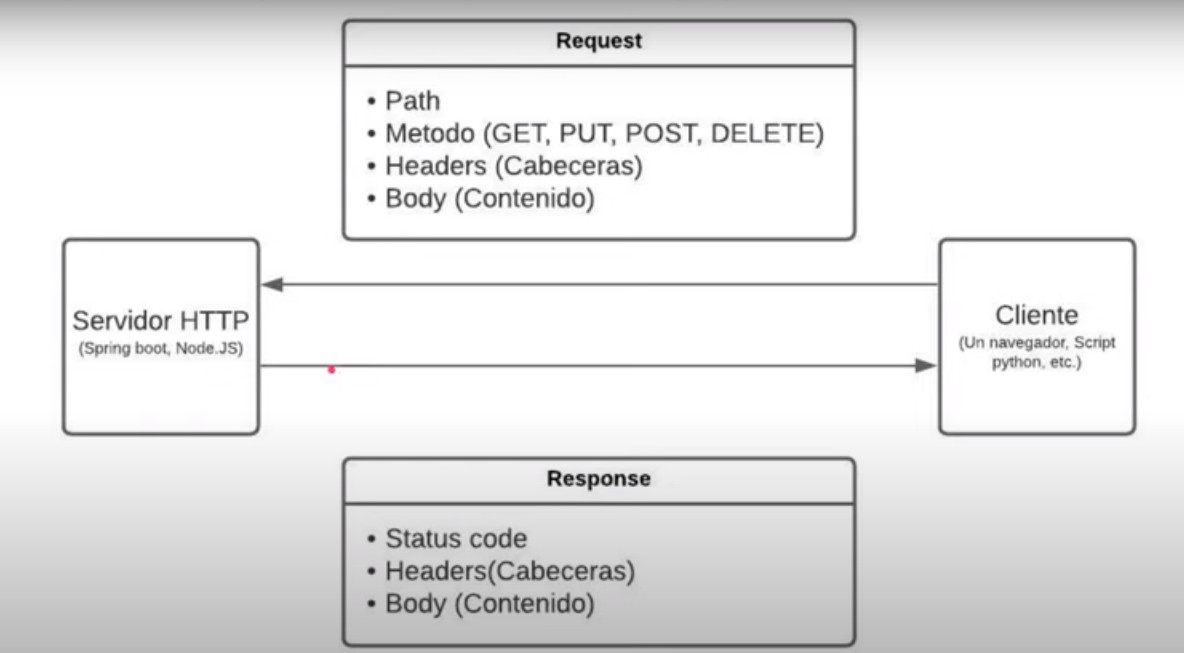 Request
• Path
• Metodo (GET, PUT, POST, DELETE)
• Headers (Cabeceras)
• Body (Contenido)
Servidor HTTP
(Spring boot, Node.JS)
Cliente
(Un navegador, Script
python, etc.)
Response
• Status code
• Headers(Cabeceras)
• Body (Contenido)